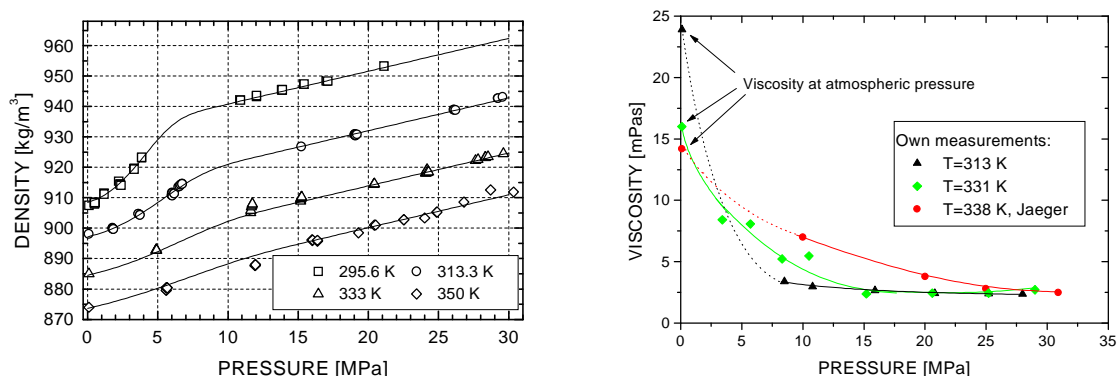 DENSITY [kg/m³]
960
950
940
930
920
910
900
890
880
870
0 5 10 15 20 25 30
PRESSURE [MPa]
295.6 K 313.3 K
333 K 350 K
VISCOSITY [mPas]
25
20
15
10
5
0
0 5 10 15 20 25 30 35
PRESSURE [MPa]
Viscosity at atmospheric pressure
Own measurements:
T=313 K
T=331 K
T=338 K, Jaeger